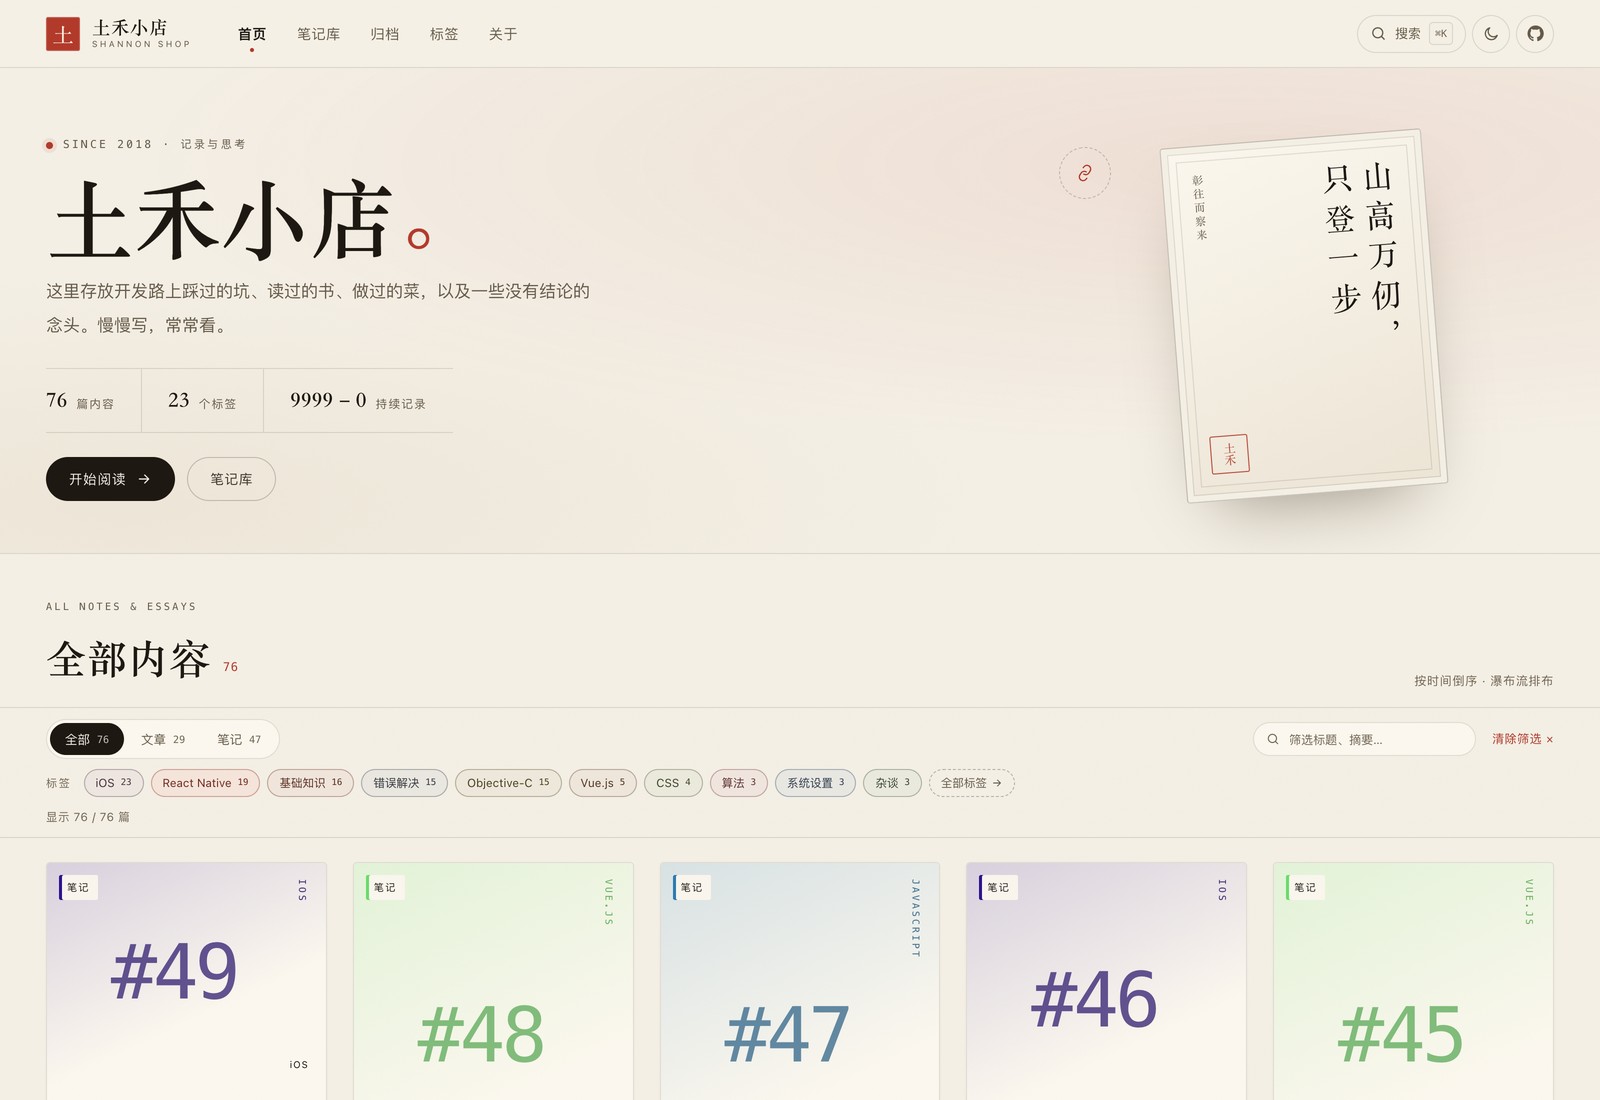 土
土禾小店
SHANNON SHOP
首页
笔记库
归档
标签
关于
搜索
⌘K
SINCE 2018 · 记录与思考
土禾小店。
这里存放开发路上踩过的坑、读过的书、做过的菜，以及一些没有结论的
念头。慢慢写，常常看。
76 篇内容
23 个标签
9999 – 0 持续记录
开始阅读 →
笔记库
山高万仞，
只登一步
彰往而察来
土禾
ALL NOTES & ESSAYS
全部内容 76
按时间倒序 · 瀑布流排布
全部 76
文章 29
笔记 47
筛选标题、摘要...
清除筛选 ×
标签
iOS 23
React Native 19
基础知识 16
错误解决 15
Objective-C 15
Vue.js 5
CSS 4
算法 3
系统设置 3
杂谈 3
全部标签 →
显示 76 / 76 篇
笔记
IOS
#49
iOS
笔记
VUE.JS
#48
笔记
JAVASCRIPT
#47
笔记
IOS
#46
笔记
VUE.JS
#45